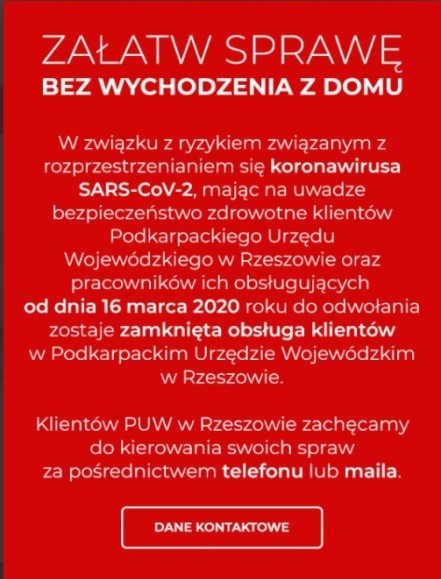 ZAŁATW SPRAWĘ
BEZ WYCHODZENIA Z DOMU
W związku z ryzykiem związanym z
rozprzestrzenianiem się koronawirusa
SARS-CoV-2, mając na uwadze
bezpieczeństwo zdrowotne klientów
Podkarpackiego Urzędu
Wojewódzkiego w Rzeszowie oraz
pracowników ich obsługujących
od dnia 16 marca 2020 roku do odwołania
zostaje zamknięta obsługa klientów
w Podkarpackim Urzędzie Wojewódzkim
w Rzeszowie.
Klientów PUW w Rzeszowie zachęcamy
do kierowania swoich spraw
za pośrednictwem telefonu lub maila.
DANE KONTAKTOWE